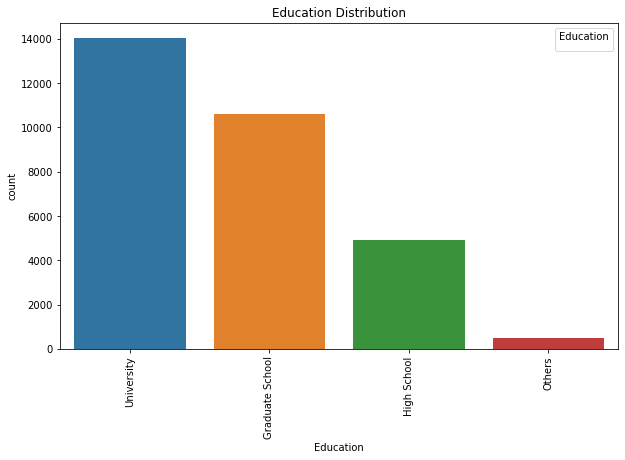 Education Distribution
Education
14000
12000
10000
8000
6000
4000
2000
0
count
University
Graduate School
High School
Others
Education